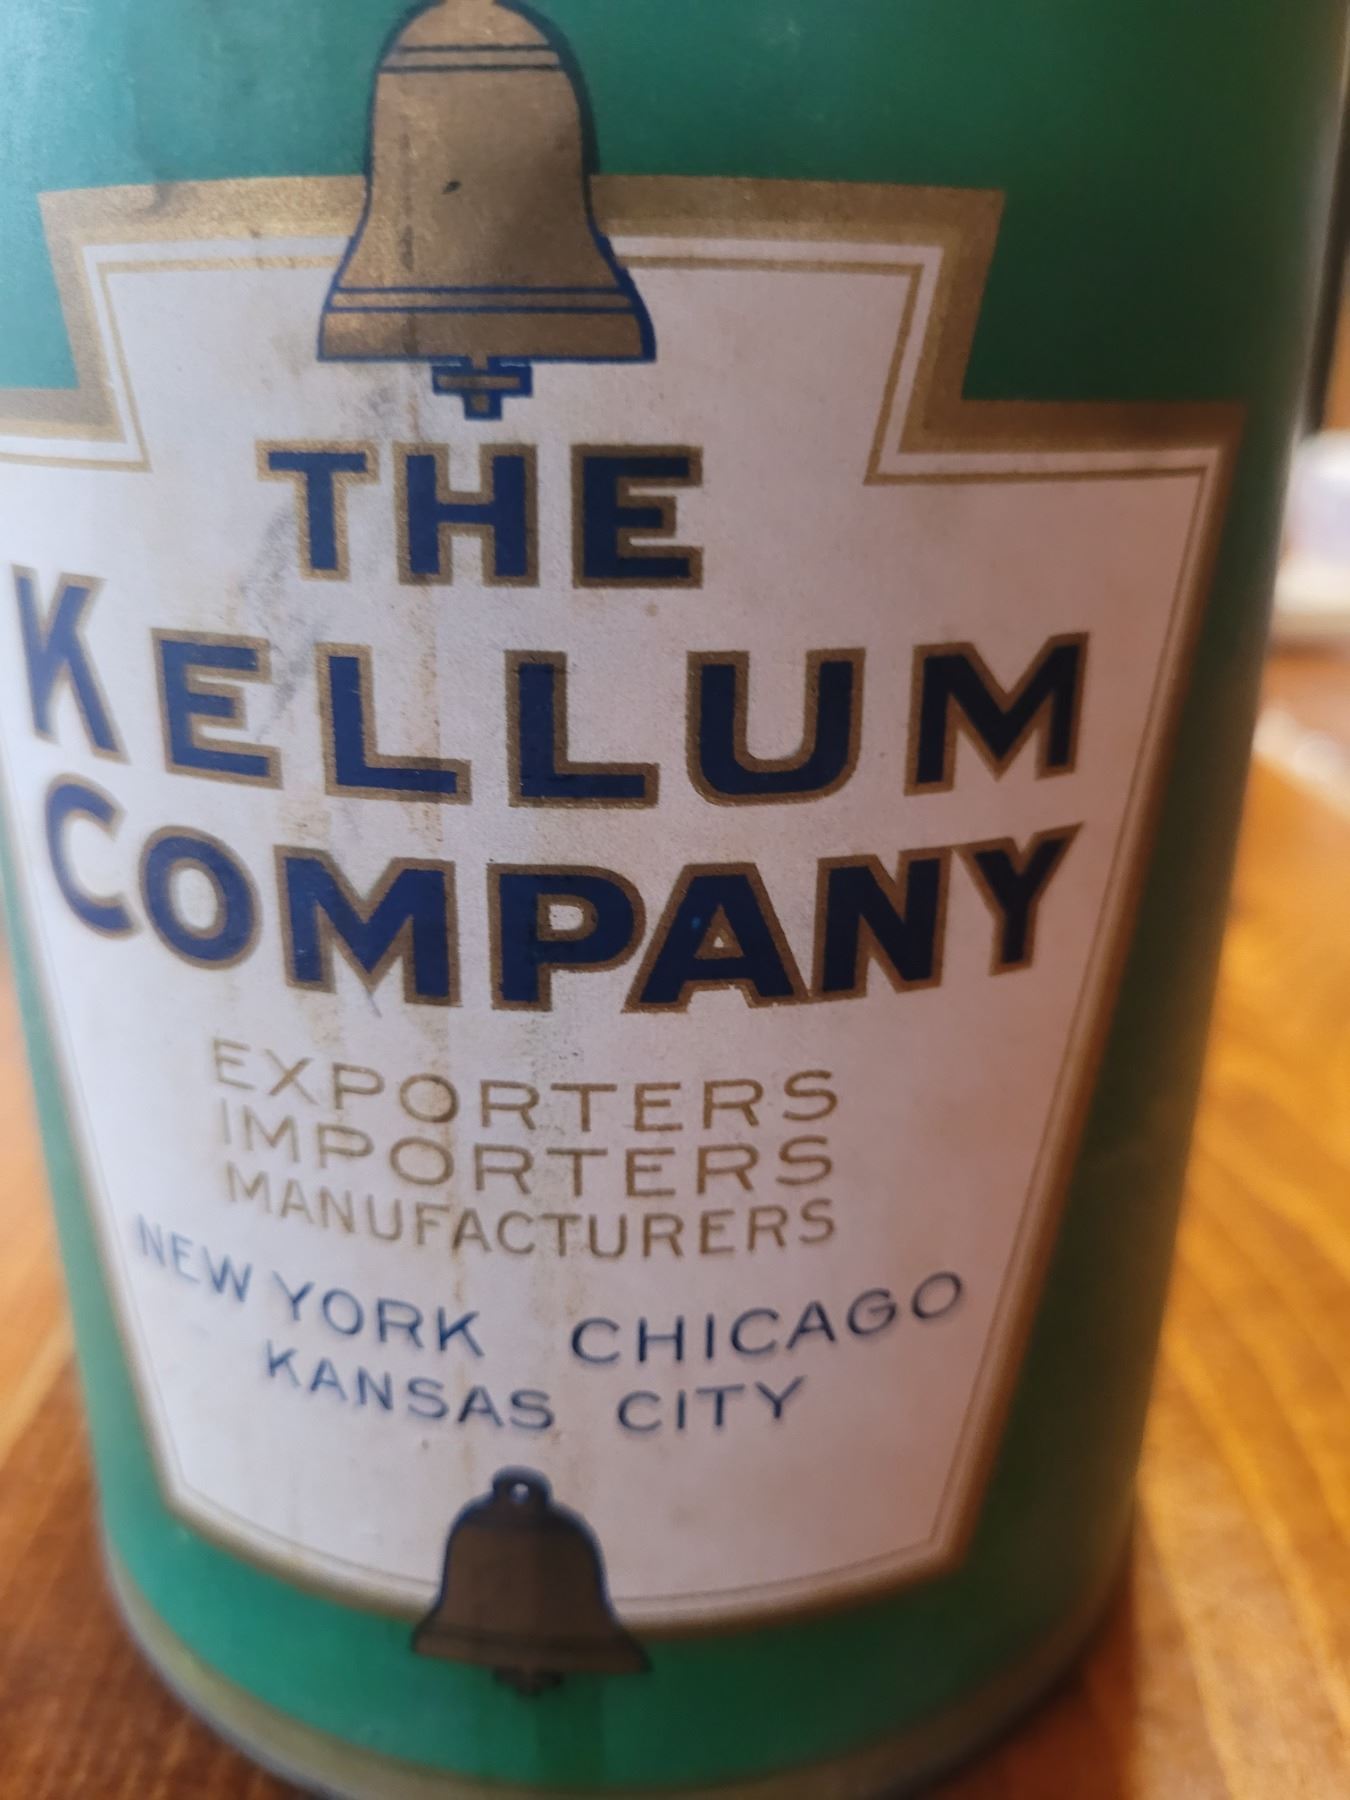 THE
KELLUM
COMPANY
EXPORTERS
IMPORTERS
MANUFACTURERS
NEW YORK CHICAGO
KANSAS CITY